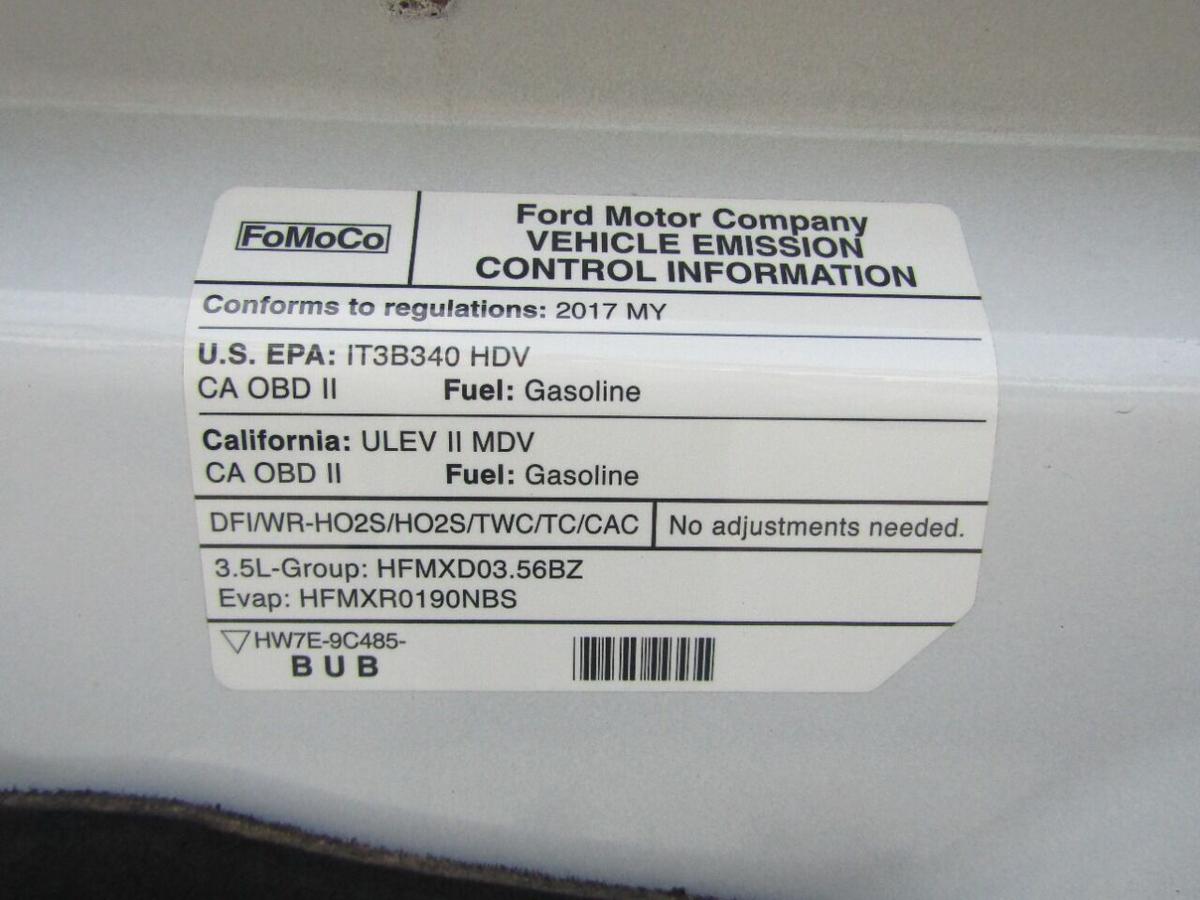 FoMoCo
Ford Motor Company
VEHICLE EMISSION
CONTROL INFORMATION
Conforms to regulations: 2017 MY
U.S. EPA: IT3B340 HDV
CA OBD II Fuel: Gasoline
California: ULEV II MDV
CA OBD II Fuel: Gasoline
DFI/WR-HO2S/HO2S/TWC/TC/CAC No adjustments needed.
3.5L-Group: HFMXD03.56BZ
Evap: HFMXR0190NBS
HW7E-9C485-
B U B